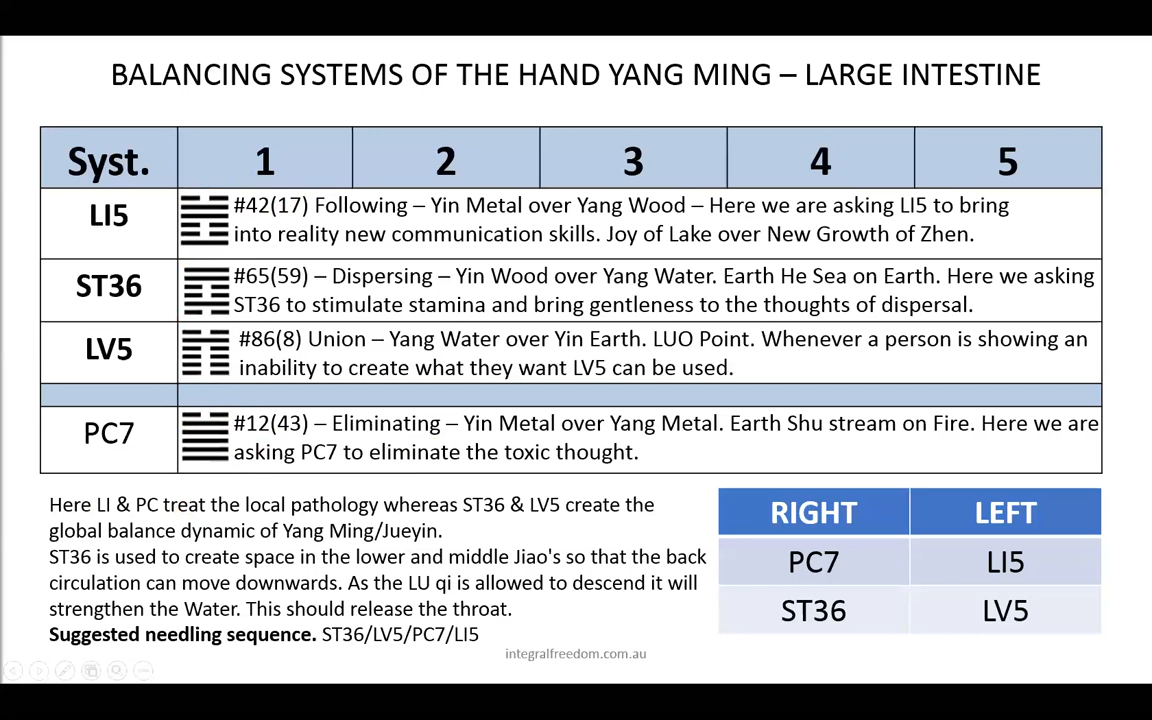 BALANCING SYSTEMS OF THE HAND YANG MING – LARGE INTESTINE
Syst. 1 2 3 4 5
LI5
#42(17) Following – Yin Metal over Yang Wood – Here we are asking LI5 to bring
into reality new communication skills. Joy of Lake over New Growth of Zhen.
ST36
#65(59) – Dispersing – Yin Wood over Yang Water. Earth He Sea on Earth. Here we asking
ST36 to stimulate stamina and bring gentleness to the thoughts of dispersal.
LV5
#86(8) Union – Yang Water over Yin Earth. LUO Point. Whenever a person is showing an
inability to create what they want LV5 can be used.
PC7
#12(43) – Eliminating – Yin Metal over Yang Metal. Earth Shu stream on Fire. Here we are
asking PC7 to eliminate the toxic thought.
Here LI & PC treat the local pathology whereas ST36 & LV5 create the
global balance dynamic of Yang Ming/Jueyin.
ST36 is used to create space in the lower and middle Jiao's so that the back
circulation can move downwards. As the LU qi is allowed to descend it will
strengthen the Water. This should release the throat.
Suggested needling sequence. ST36/LV5/PC7/LI5
RIGHT LEFT
PC7 LI5
ST36 LV5
integralfreedom.com.au